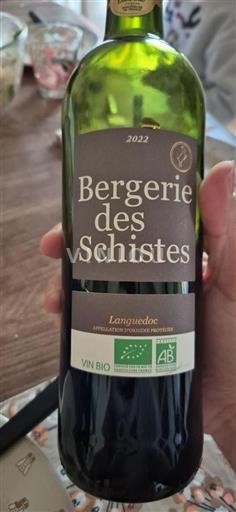 2022
Bergerie
des
Schistes
Languedoc
APPELLATION D'ORIGINE PROTÉGÉE
VIN BIO
AB